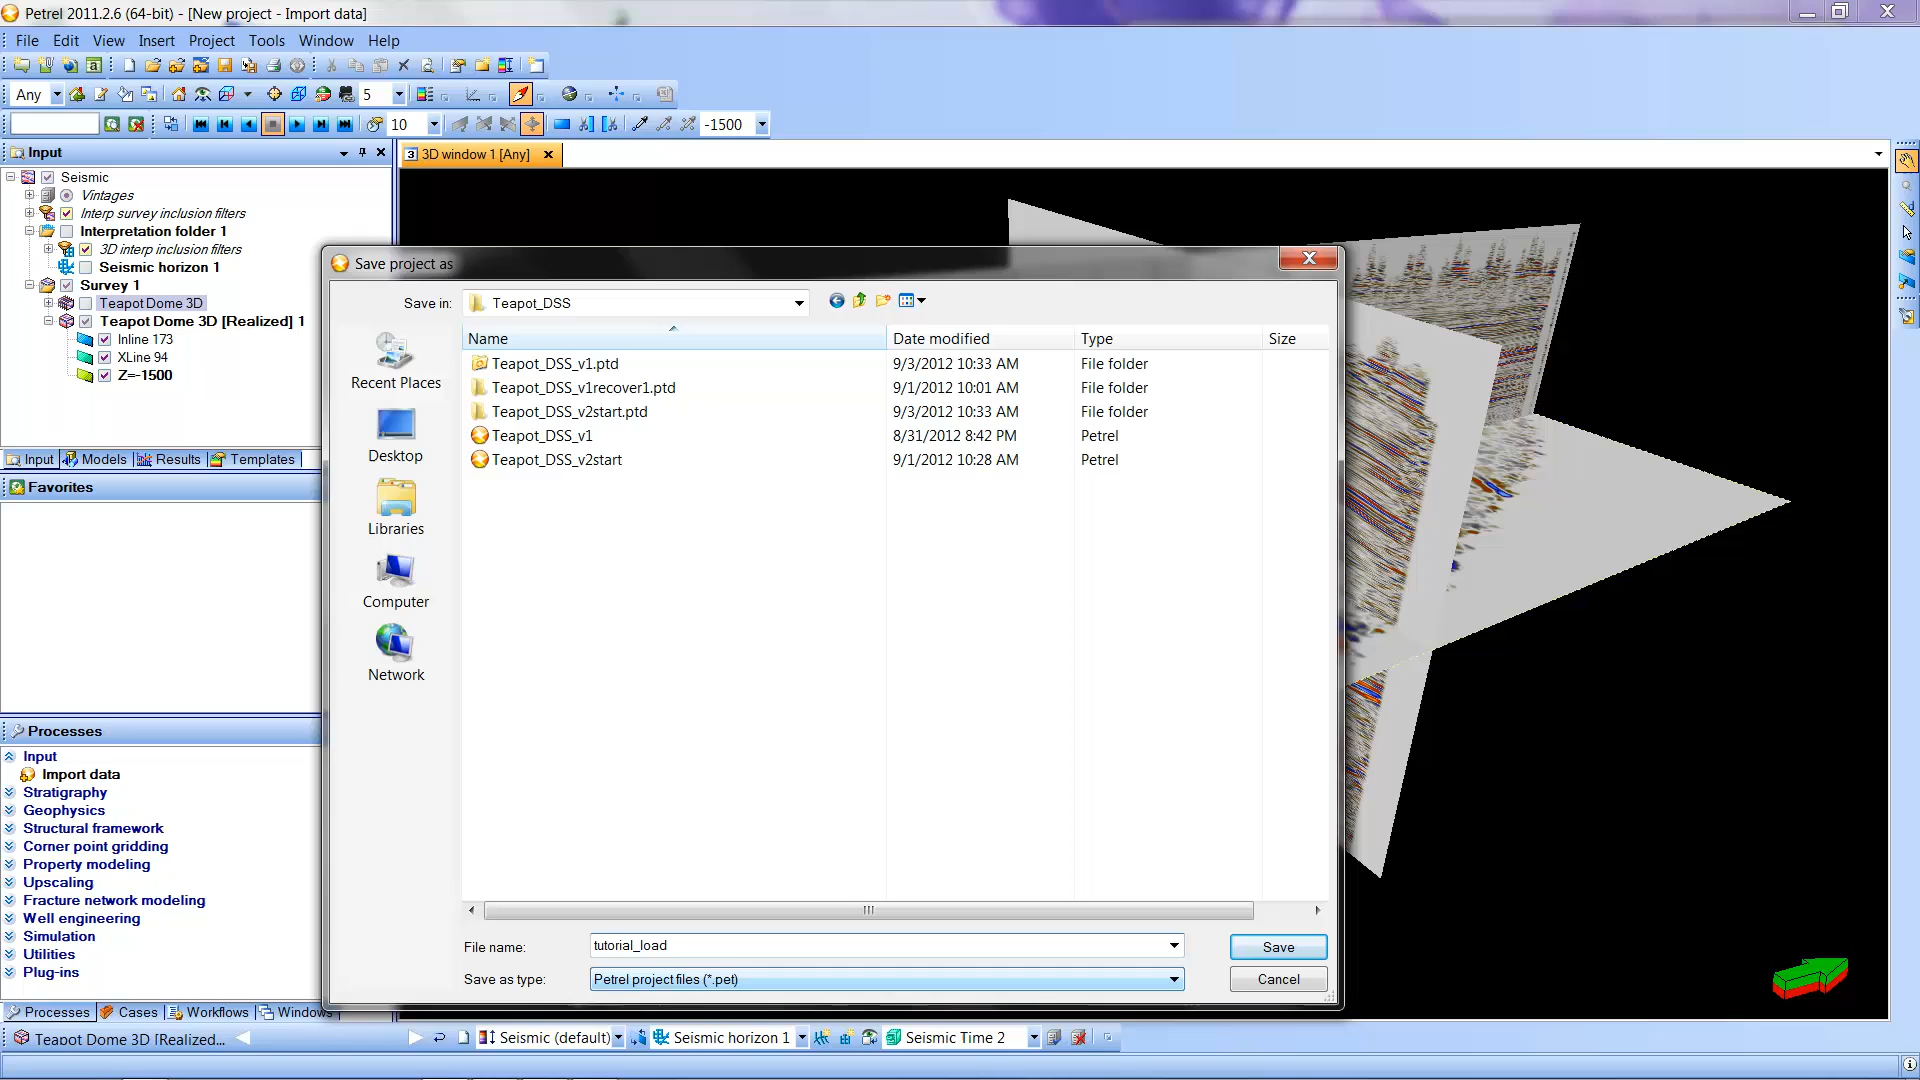 Petrel 2011.2.6 (64-bit) - [New project - Import data]
File Edit View Insert Project Tools Window Help
a
Any 5
10 -1500
Input
3 3D window 1 [Any]
Seismic
Vintages
Interp survey inclusion filters
Interpretation folder 1
3D interp inclusion filters
Seismic horizon 1
Survey 1
Teapot Dome 3D
Teapot Dome 3D [Realized] 1
Inline 173
XLine 94
Z=-1500
Input Models Results Templates
Favorites
Processes
Input
Import data
Stratigraphy
Geophysics
Structural framework
Corner point gridding
Property modeling
Upscaling
Fracture network modeling
Well engineering
Simulation
Utilities
Plug-ins
Processes Cases Workflows Window
Save project as
Save in: Teapot_DSS
Name Date modified Type Size
Teapot_DSS_v1.ptd 9/3/2012 10:33 AM File folder
Teapot_DSS_v1recover1.ptd 9/1/2012 10:01 AM File folder
Teapot_DSS_v2start.ptd 9/3/2012 10:33 AM File folder
Teapot_DSS_v1 8/31/2012 8:42 PM Petrel
Teapot_DSS_v2start 9/1/2012 10:28 AM Petrel
Recent Places
Desktop
Libraries
Computer
Network
File name: tutorial_load Save
Save as type: Petrel project files (*.pet) Cancel
Teapot Dome 3D [Realized... Seismic (default) Seismic horizon 1 Seismic Time 2